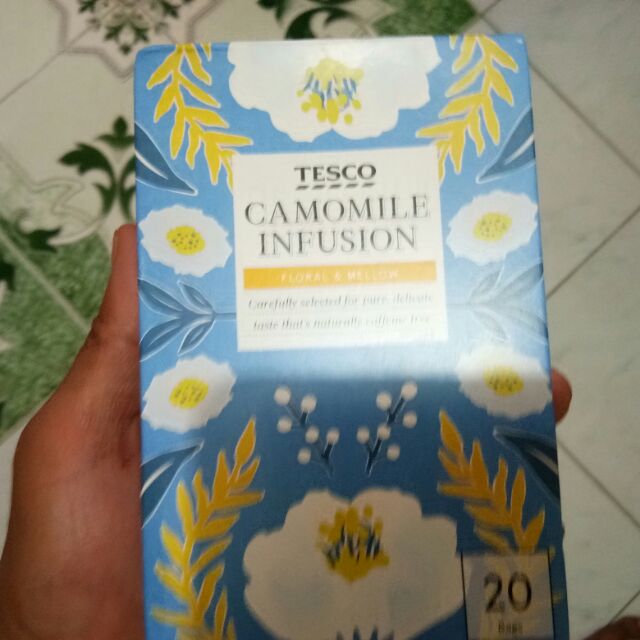 TESCO
CAMOMILE
INFUSION
FLORAL & MELLOW
Carefully selected for pure, delicate
taste that's naturally caffeine free
20
Bags